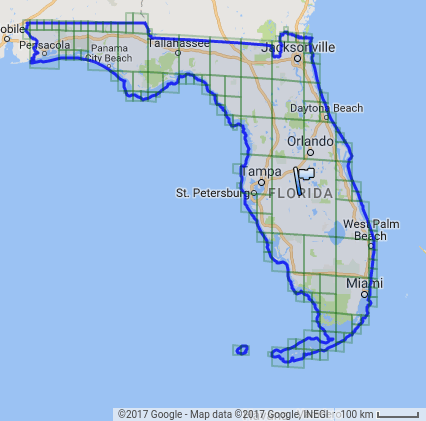 Mobile
Pensacola
Panama
City Beach
Tallahassee
Jacksonville
Daytona Beach
Orlando
Tampa
St. Petersburg
FLORIDA
West Palm
Beach
Miami
©2017 Google - Map data ©2017 Google, INEGI
100 km